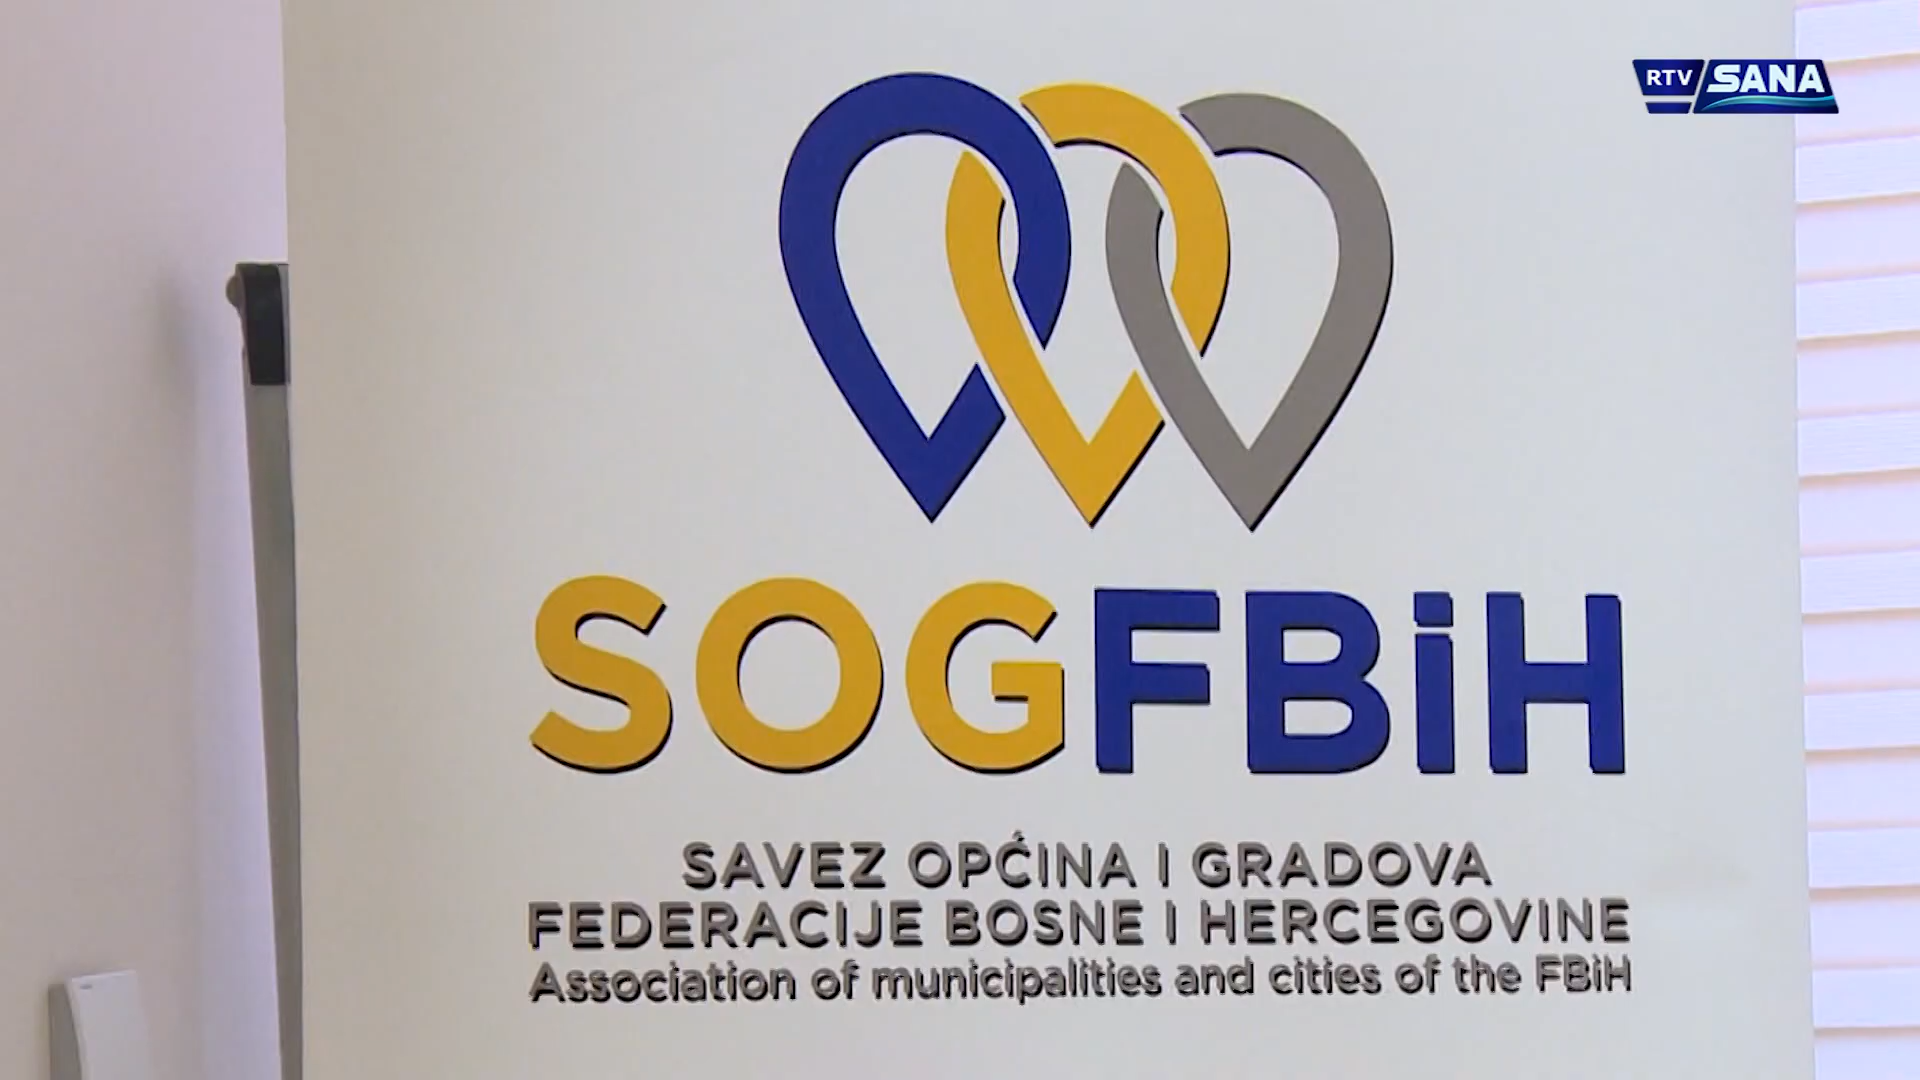 RTV SANA
SOGFBiH
SAVEZ OPĆINA I GRADOVA
FEDERACIJE BOSNE I HERCEGOVINE
Association of municipalities and cities of the FBiH